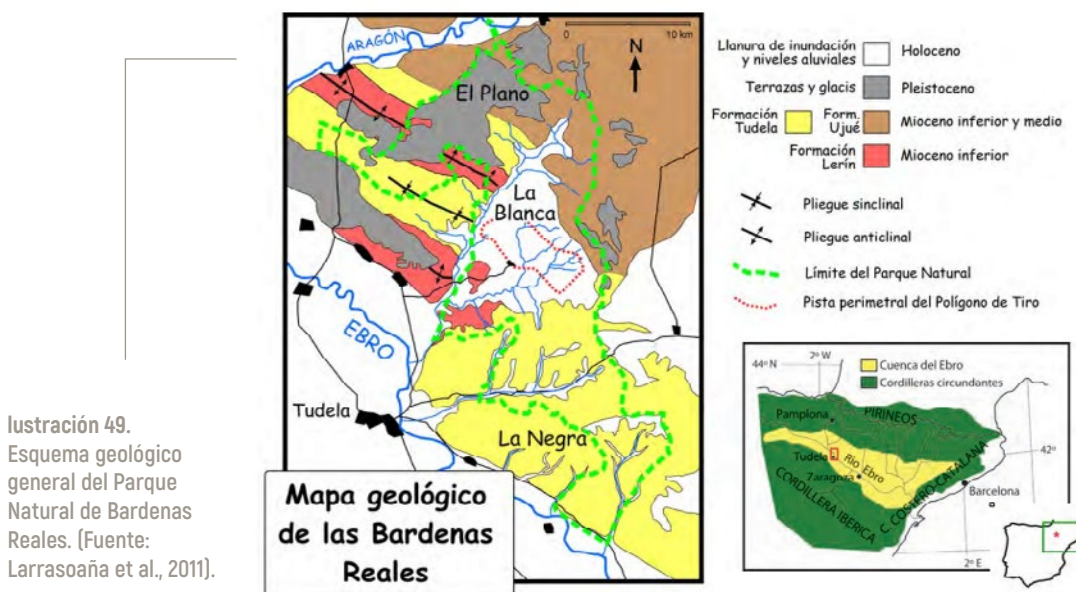 ARAGÓN
0 10 km
N
El Plano
La
Blanca
EBRO
Tudela
La Negra
Mapa geológico
de las Bardenas
Reales
Llanura de inundación
y niveles aluviales
Holoceno
Terrazas y glacis
Pleistoceno
Formación
Tudela
Form.
Ujué
Mioceno inferior y medio
Formación
Lerín
Mioceno inferior
Pliegue sinclinal
Pliegue anticlinal
Límite del Parque Natural
Pista perimetral del Polígono de Tiro
44º N
2º W
Cuenca del Ebro
Cordilleras circundantes
Pamplona
PIRINEOS
42º
Tudela
Río Ebro
Zaragoza
CORDILLERA IBERICA
C. COSTERO-CATALANA
Barcelona
2º E
lustración 49.
Esquema geológico
general del Parque
Natural de Bardenas
Reales. (Fuente:
Larrasoaña et al., 2011).